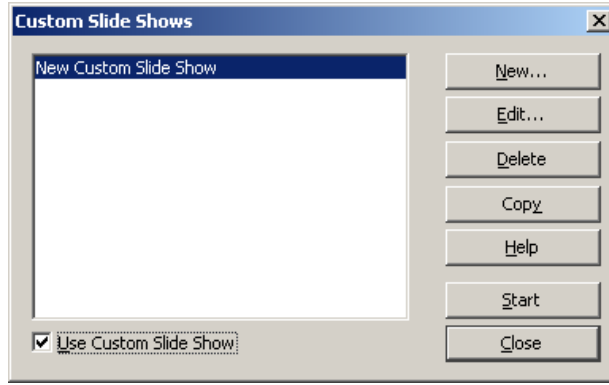 Custom Slide Shows
New Custom Slide Show
New...
Edit...
Delete
Copy
Help
Start
Use Custom Slide Show
Close